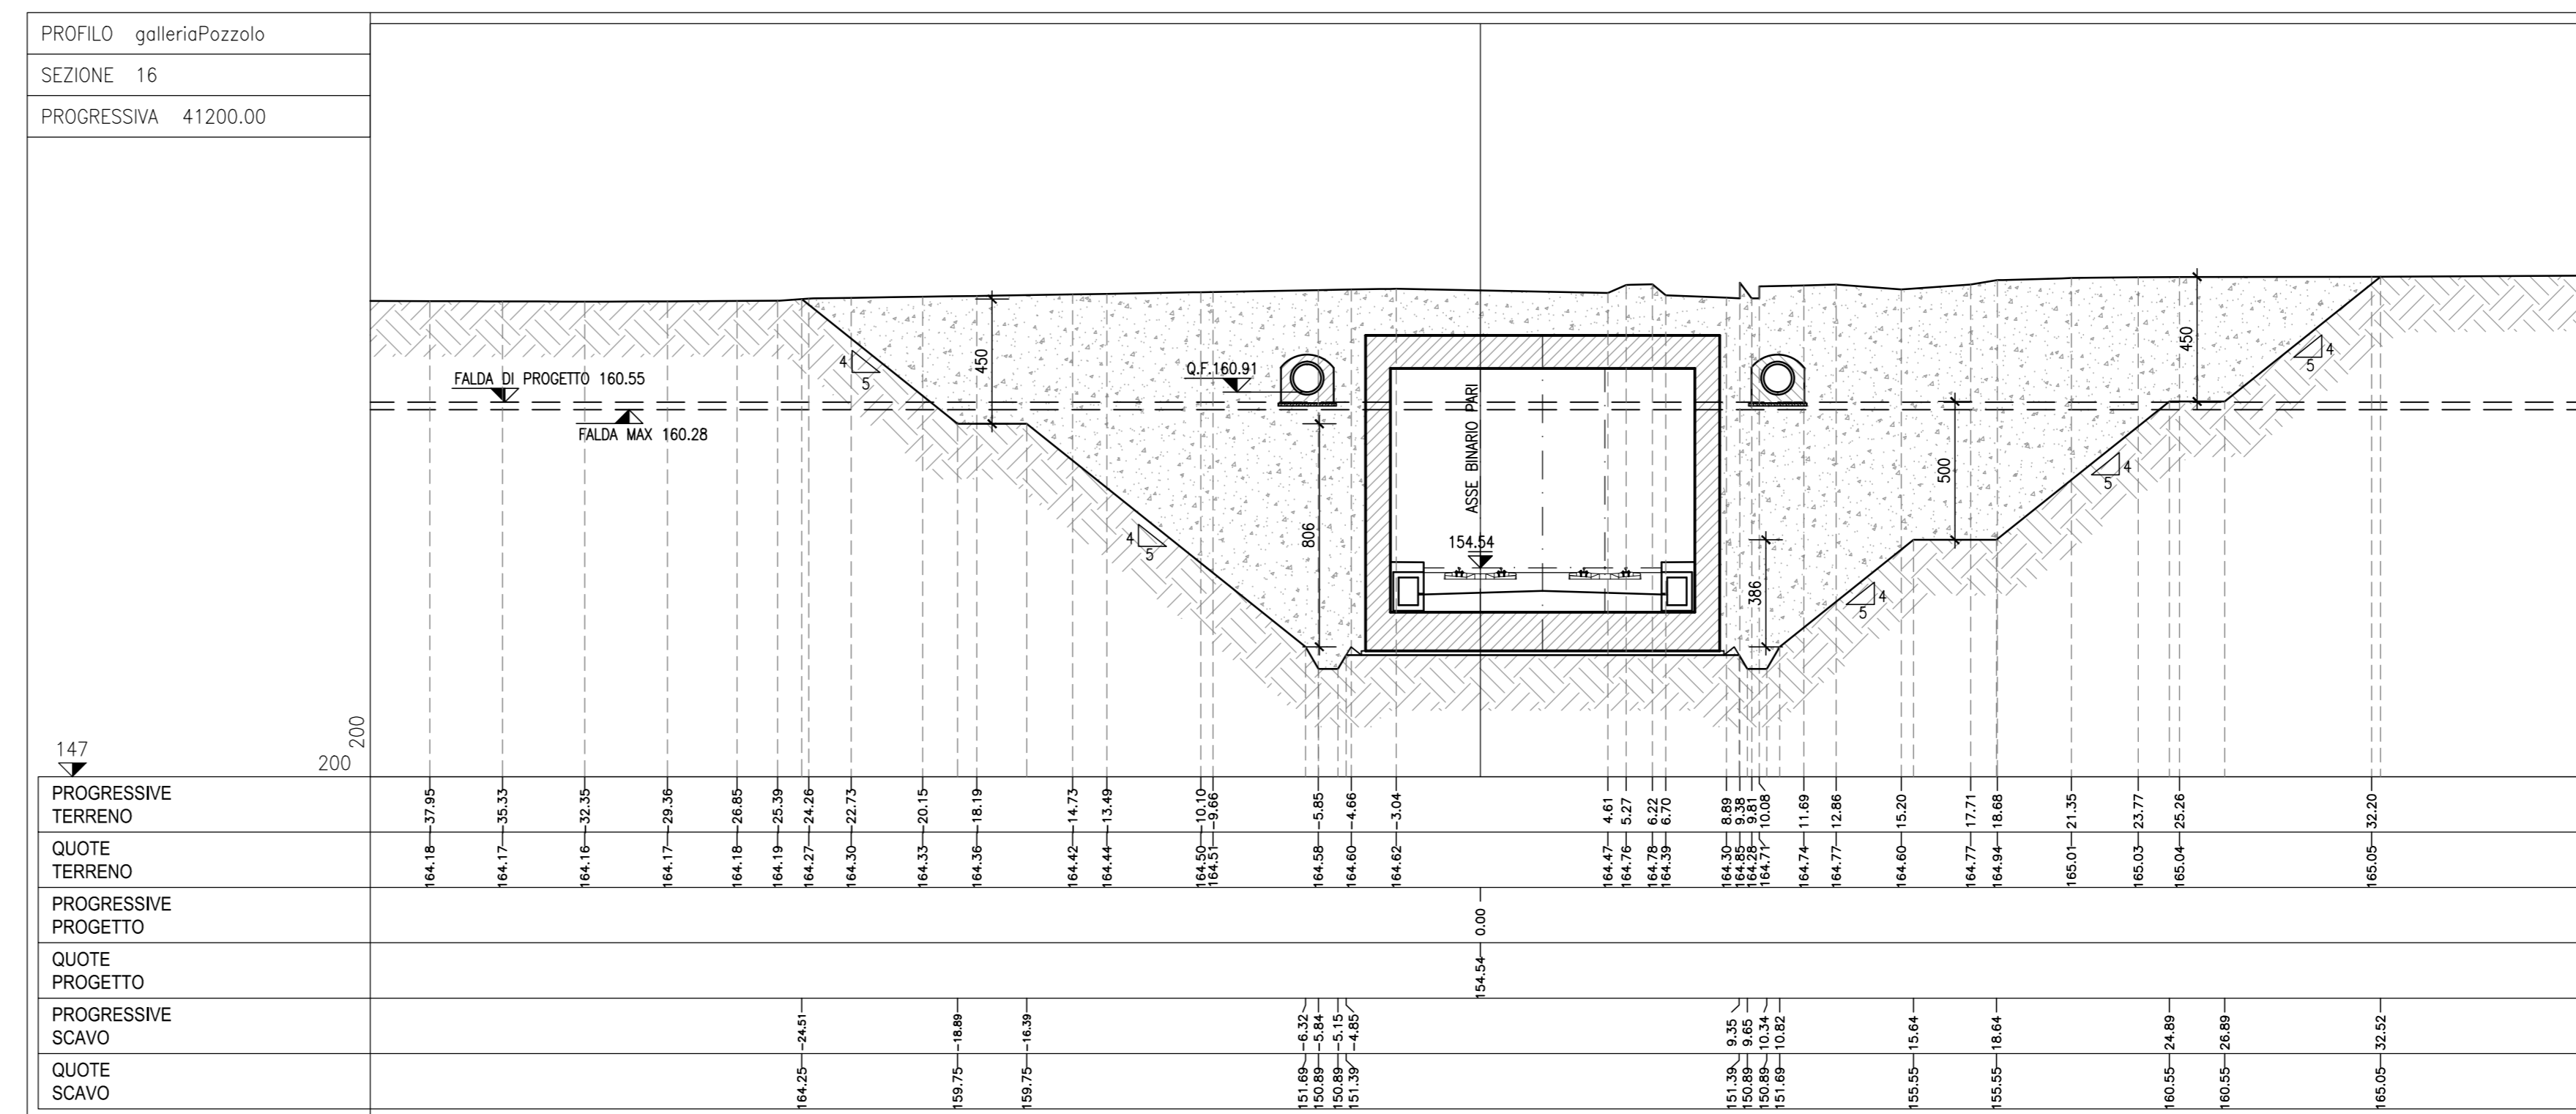 PROFILO galleriaPozzolo
SEZIONE 16
PROGRESSIVA 41200.00
450
450
4
5
4
5
FALDA DI PROGETTO 160.55
Q.F.160.91
FALDA MAX 160.28
ASSE BINARIO PARI
4
5
500
806
4
5
154.54
386
4
5
147
200
200
PROGRESSIVE
TERRENO
-37.95 -35.33 -32.35 -29.36 -26.85 -25.39 -24.26 -22.73 -20.15 -18.19 -14.73 -13.49 -10.10 -9.66 -5.85 -4.66 -3.04 4.61 5.27 6.22 6.70 8.89 9.38 9.81 10.08 11.69 12.86 15.20 17.71 18.68 21.35 23.77 25.26 32.20
QUOTE
TERRENO
164.18 164.17 164.16 164.17 164.18 164.19 164.27 164.30 164.33 164.36 164.42 164.44 164.50 164.51 164.58 164.60 164.62 164.47 164.76 164.78 164.39 164.30 164.85 164.28 164.71 164.74 164.77 164.60 164.77 164.94 165.01 165.03 165.04 165.05
PROGRESSIVE
PROGETTO
0.00
QUOTE
PROGETTO
154.54
PROGRESSIVE
SCAVO
-24.51 -18.89 -16.39 -6.32 -5.84 -5.15 -4.85 9.35 9.65 10.34 10.82 15.64 18.64 24.89 26.89 32.52
QUOTE
SCAVO
164.25 159.75 159.75 151.69 150.89 150.89 151.39 151.39 150.89 150.89 151.69 155.55 155.55 160.55 160.55 165.05